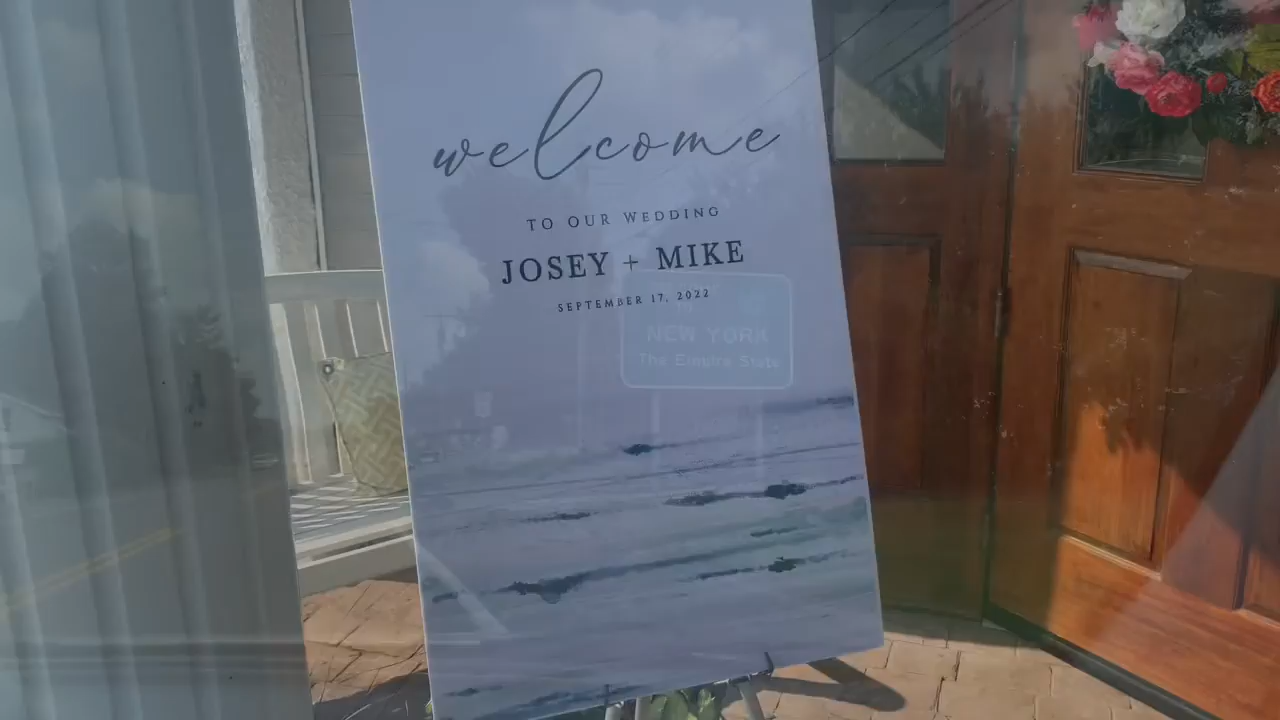 welcome
TO OUR WEDDING
JOSEY + MIKE
SEPTEMBER 17, 2022
NEW YORK
The Empire State